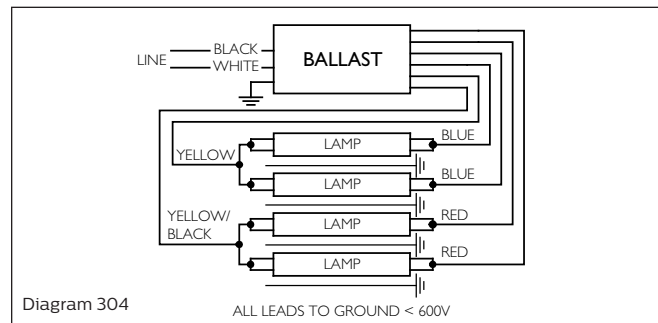 BLACK
LINE
WHITE
BALLAST
BLUE
LAMP
YELLOW
LAMP
BLUE
YELLOW/
BLACK
LAMP
RED
LAMP
RED
Diagram 304
ALL LEADS TO GROUND < 600V